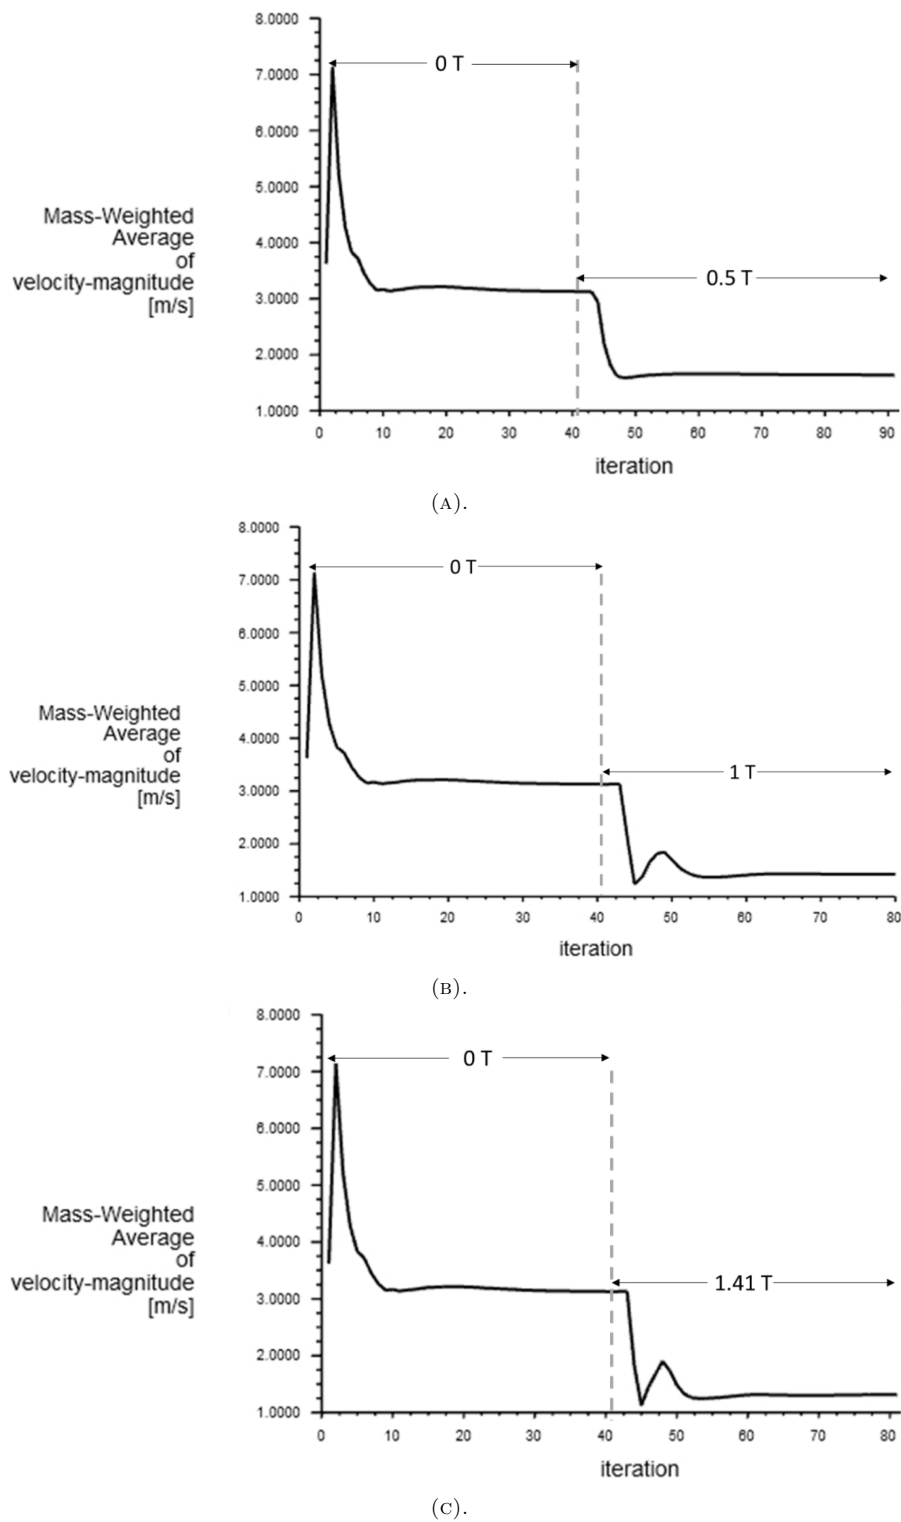 8.0000
0 T
7.0000
6.0000
5.0000
Mass-Weighted
Average
of
velocity-magnitude
[m/s]
4.0000
0.5 T
3.0000
2.0000
1.0000
0 10 20 30 40 50 60 70 80 90
iteration
(A).
8.0000
0 T
7.0000
6.0000
5.0000
Mass-Weighted
Average
of
velocity-magnitude
[m/s]
4.0000
1 T
3.0000
2.0000
1.0000
0 10 20 30 40 50 60 70 80
iteration
(B).
8.0000
0 T
7.0000
6.0000
5.0000
Mass-Weighted
Average
of
velocity-magnitude
[m/s]
4.0000
1.41 T
3.0000
2.0000
1.0000
0 10 20 30 40 50 60 70 80
iteration
(C).